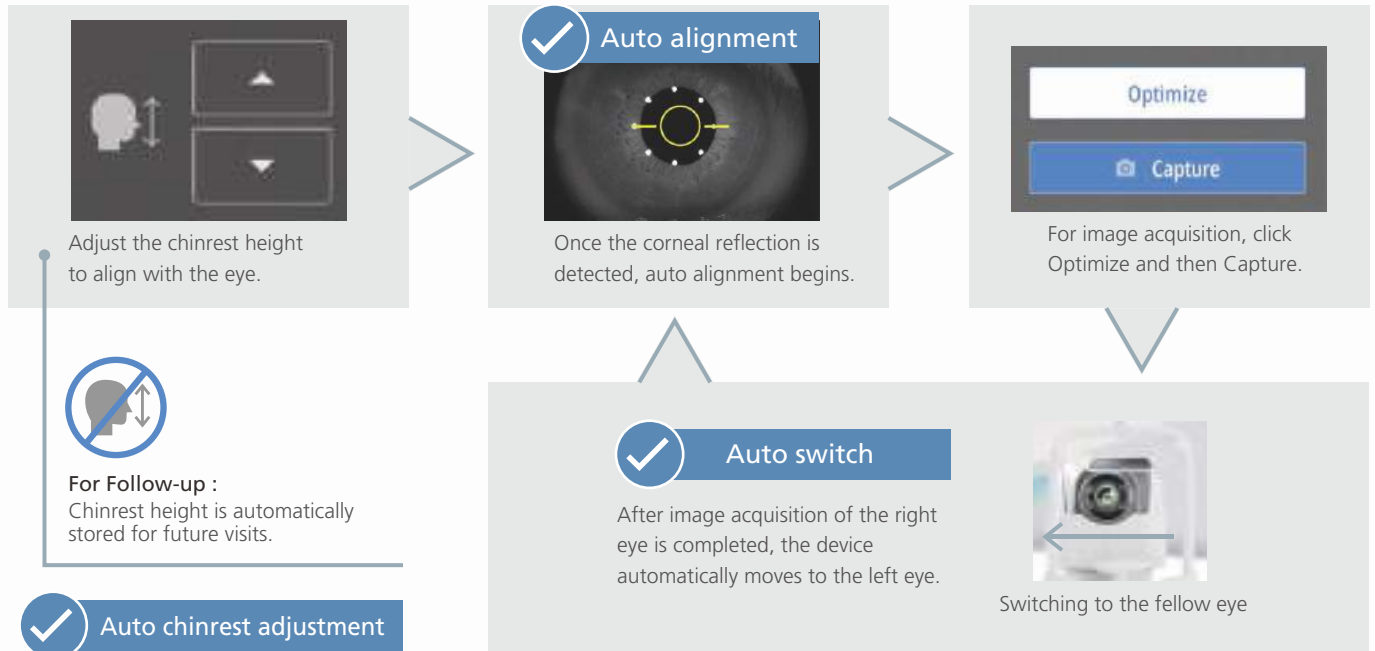 Adjust the chinrest height
to align with the eye.
Auto alignment
Once the corneal reflection is
detected, auto alignment begins.
Optimize
Capture
For image acquisition, click
Optimize and then Capture.
For Follow-up :
Chinrest height is automatically
stored for future visits.
Auto chinrest adjustment
Auto switch
After image acquisition of the right
eye is completed, the device
automatically moves to the left eye.
Switching to the fellow eye